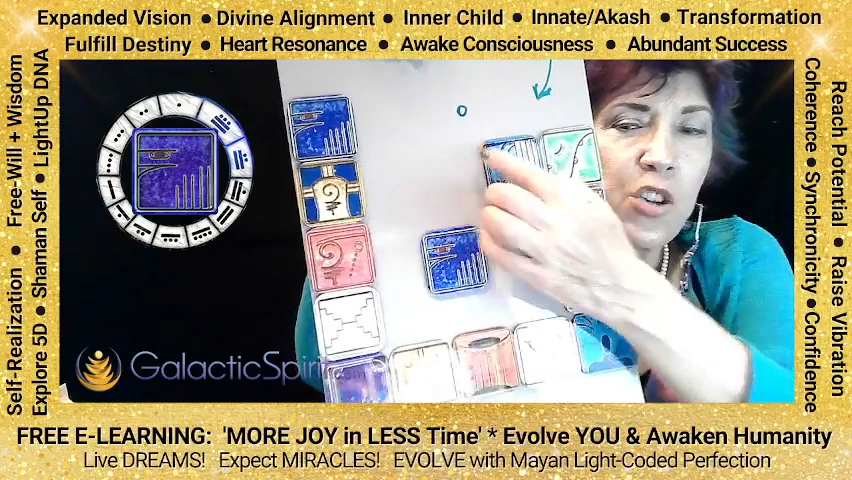 Expanded Vision ● Divine Alignment ● Inner Child ● Innate/Akash ● Transformation
Fulfill Destiny ● Heart Resonance ● Awake Consciousness ● Abundant Success
Self-Realization ● Free-Will + Wisdom
Explore 5D ● Shaman Self ● LightUp DNA
Coherence ● Synchronicity ● Confidence
Reach Potential ● Raise Vibration
GalacticSpirit
FREE E-LEARNING: 'MORE JOY in LESS Time' * Evolve YOU & Awaken Humanity
Live DREAMS! Expect MIRACLES! EVOLVE with Mayan Light-Coded Perfection